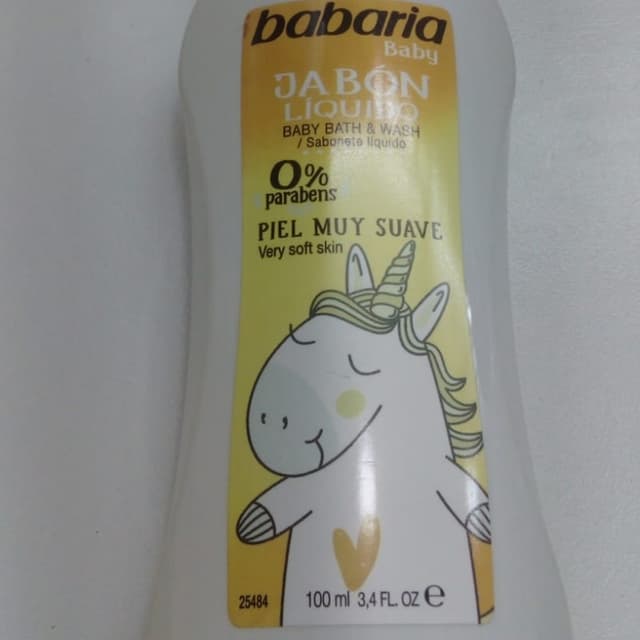 babaria
Baby
JABÓN
LÍQUIDO
BABY BATH & WASH
/ Sabonete líquido
0%
parabens
PIEL MUY SUAVE
Very soft skin
25484 100 ml 3,4 FL. OZ ℮